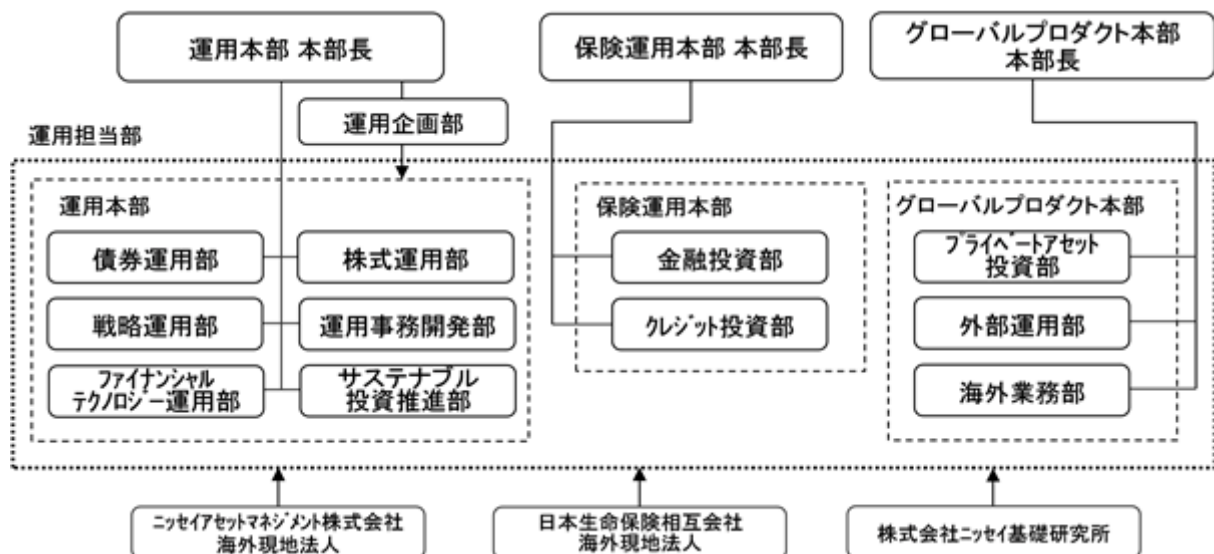 運用本部 本部長
保険運用本部 本部長
グローバルプロダクト本部
本部長
運用企画部
運用担当部
運用本部
債券運用部
株式運用部
戦略運用部
運用事務開発部
ファイナンシャル
テクノロジー運用部
サステナブル
投資推進部
保険運用本部
金融投資部
クレジット投資部
グローバルプロダクト本部
プライベートアセット
投資部
外部運用部
海外業務部
ニッセイアセットマネジメント株式会社
海外現地法人
日本生命保険相互会社
海外現地法人
株式会社ニッセイ基礎研究所